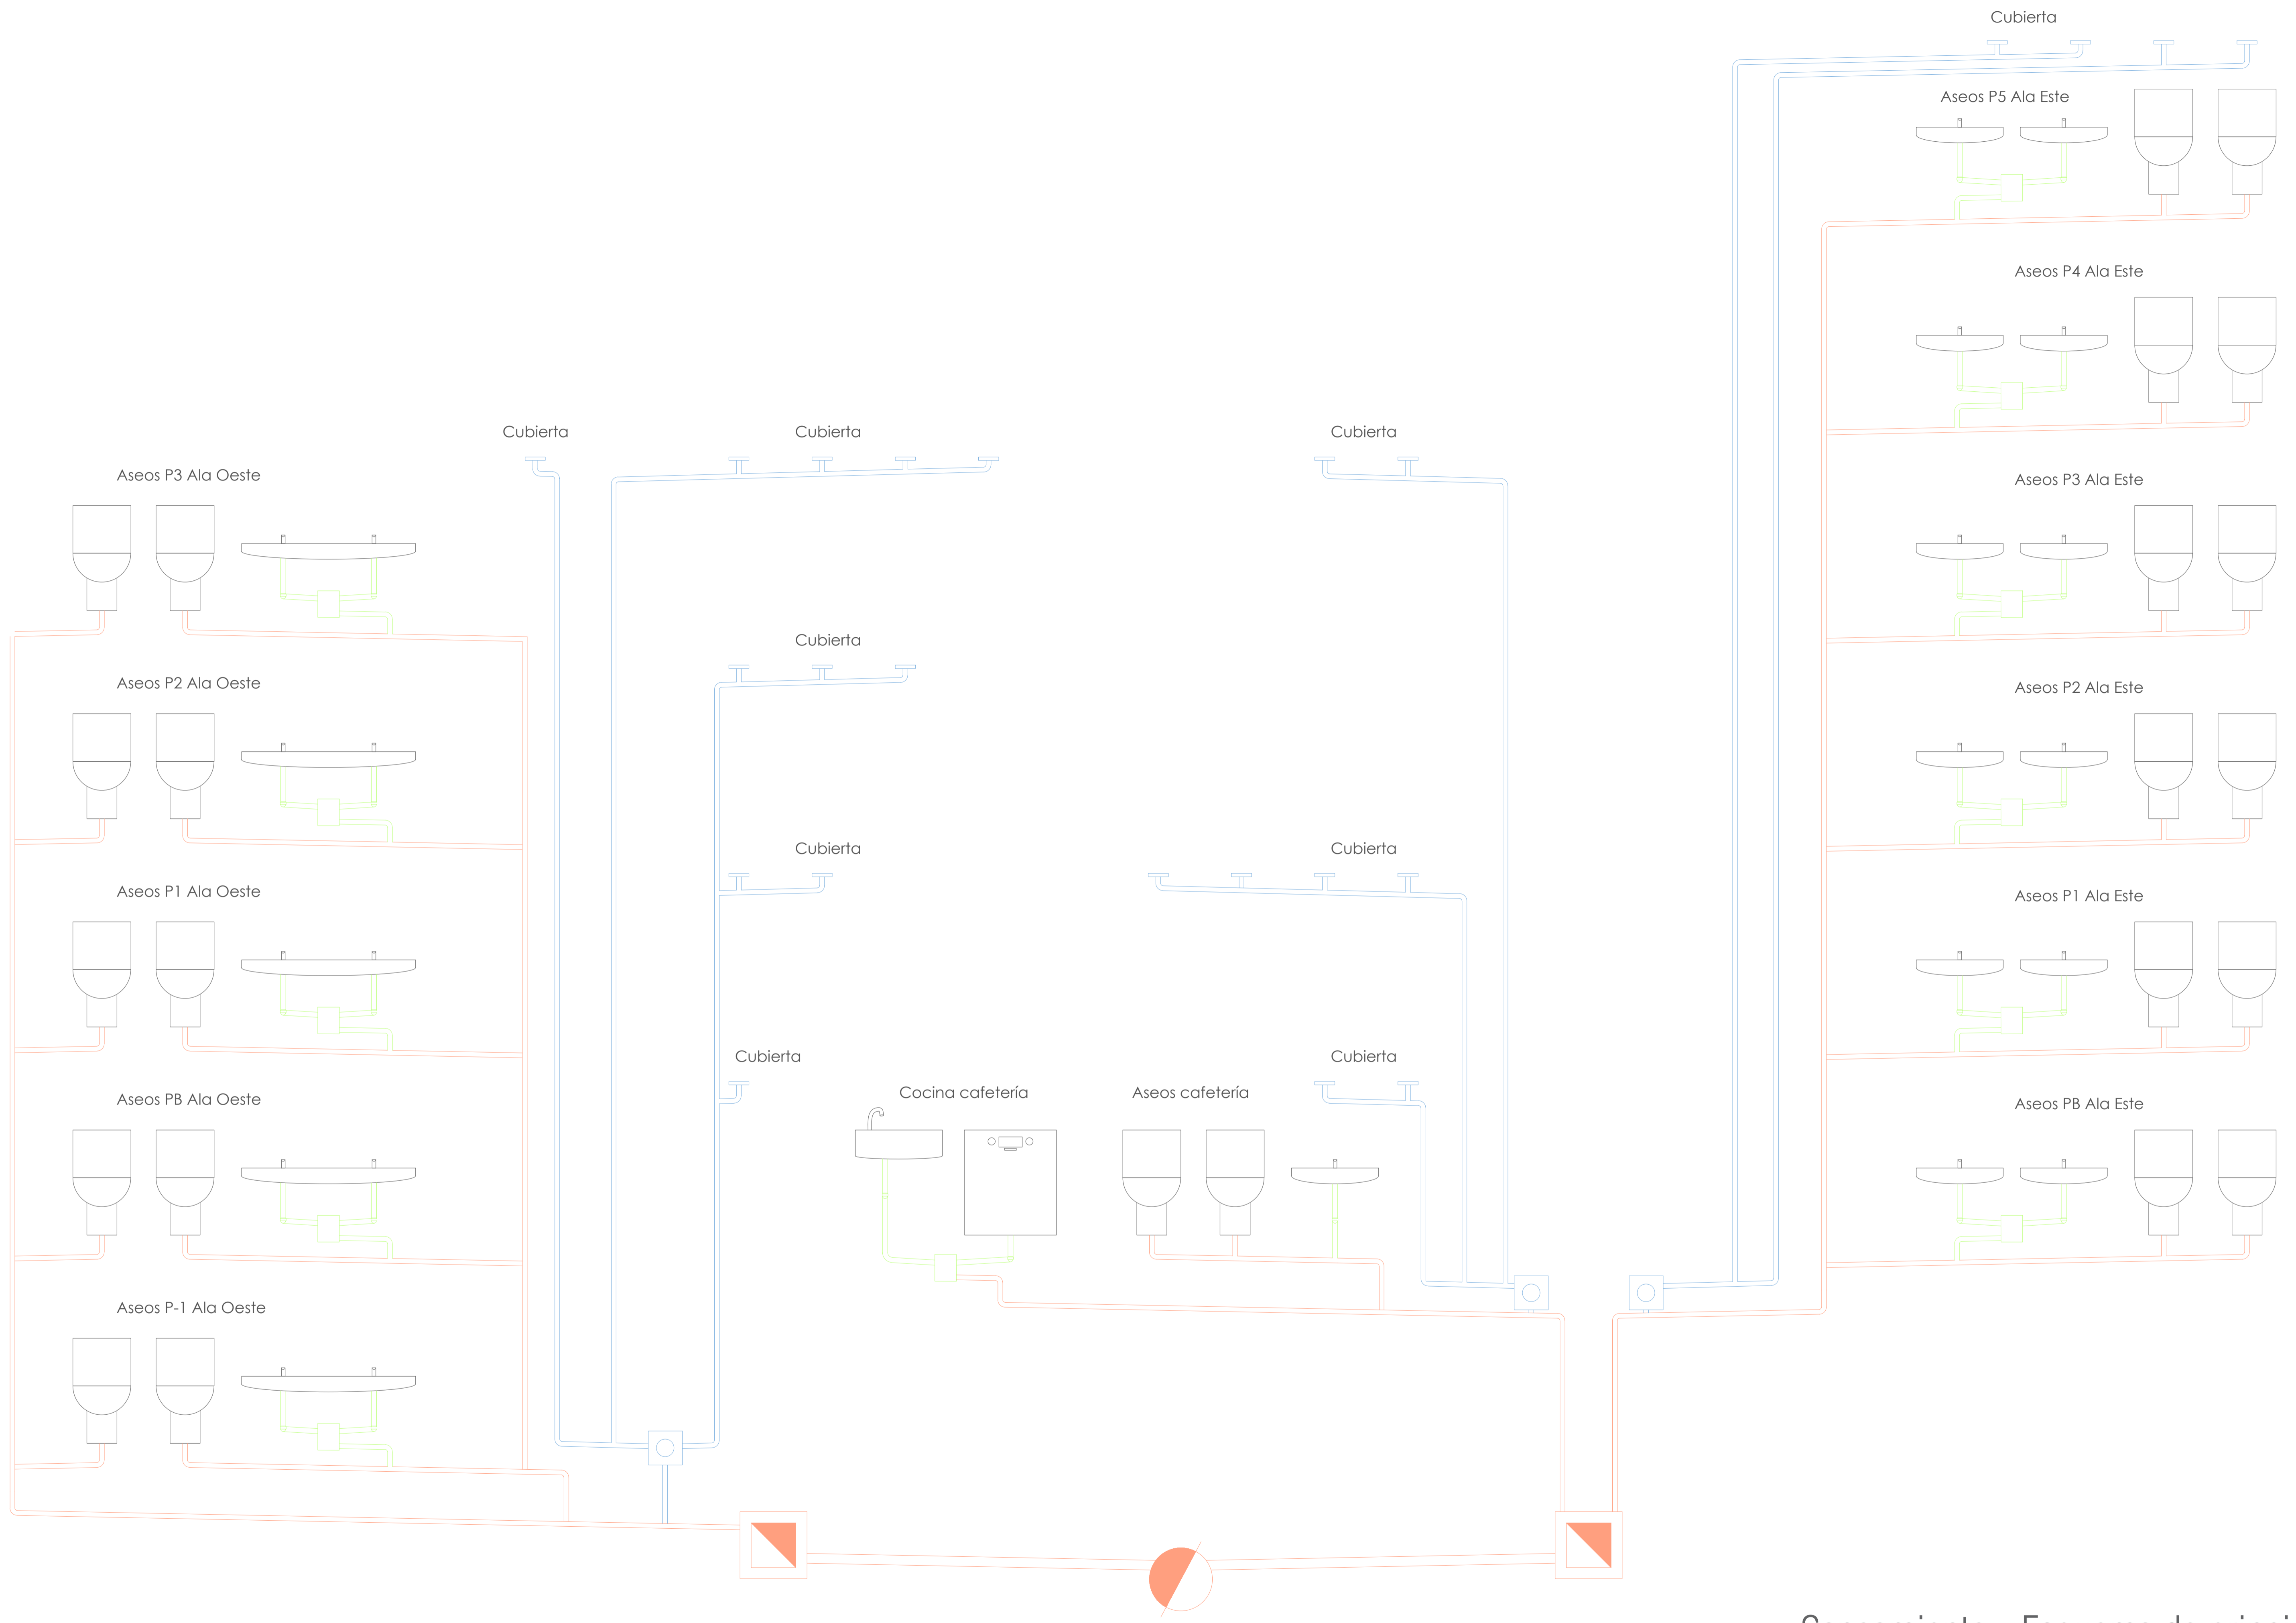 Cubierta
Aseos P5 Ala Este
Aseos P4 Ala Este
Cubierta
Cubierta
Cubierta
Aseos P3 Ala Oeste
Aseos P3 Ala Este
Cubierta
Aseos P2 Ala Oeste
Aseos P2 Ala Este
Cubierta
Cubierta
Aseos P1 Ala Oeste
Aseos P1 Ala Este
Cubierta
Cubierta
Cocina cafetería
Aseos cafetería
Aseos PB Ala Oeste
Aseos PB Ala Este
Aseos P-1 Ala Oeste